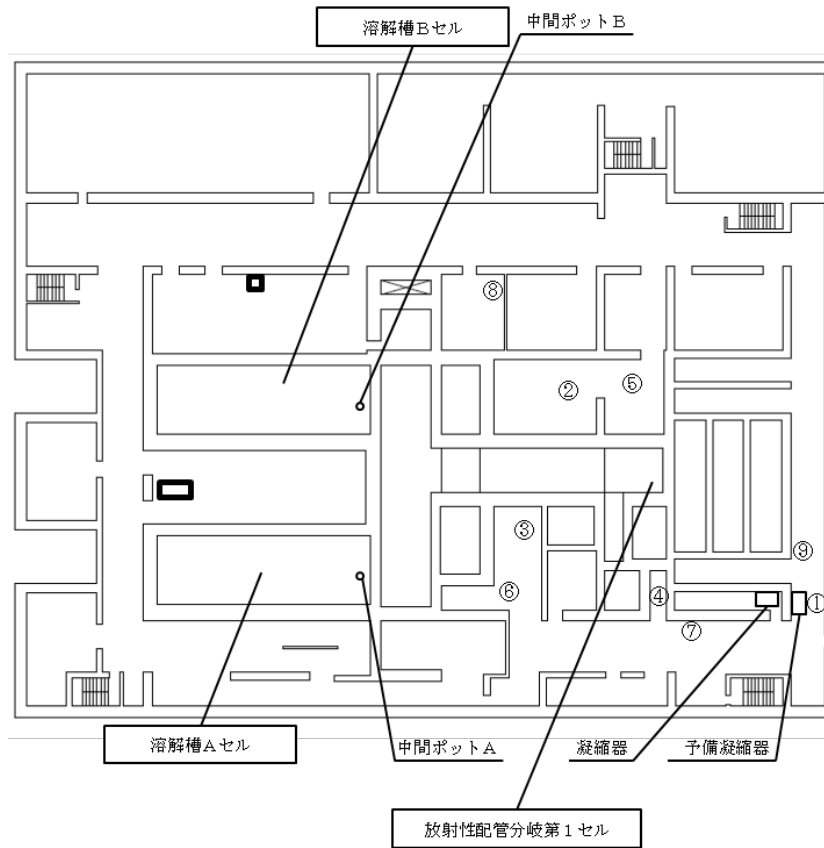 溶解槽Bセル
中間ポットB
⑧
②
⑤
③
⑨
⑥
④
①
⑦
溶解槽Aセル
中間ポットA
凝縮器
予備凝縮器
放射性配管分岐第1セル